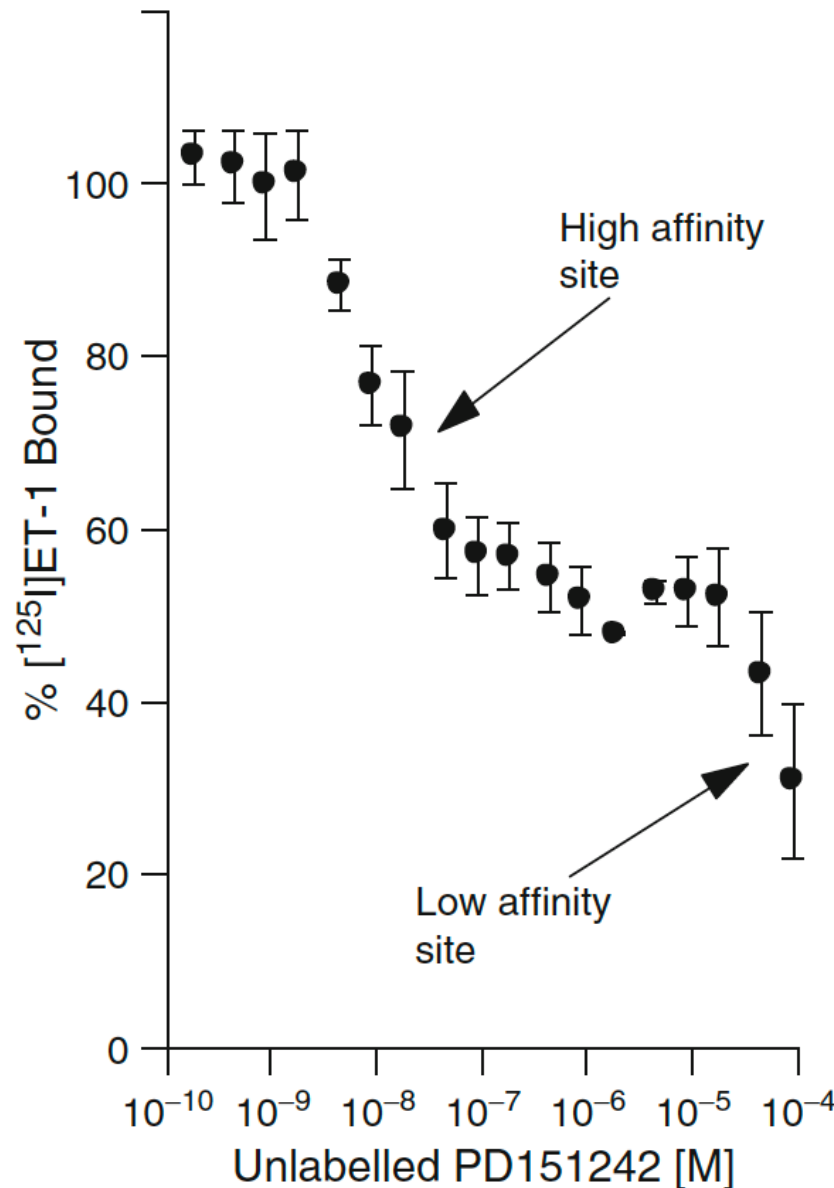 % [¹²⁵I]ET-1 Bound
100
80
60
40
20
0
High affinity
site
Low affinity
site
10⁻¹⁰ 10⁻⁹ 10⁻⁸ 10⁻⁷ 10⁻⁶ 10⁻⁵ 10⁻⁴
Unlabelled PD151242 [M]